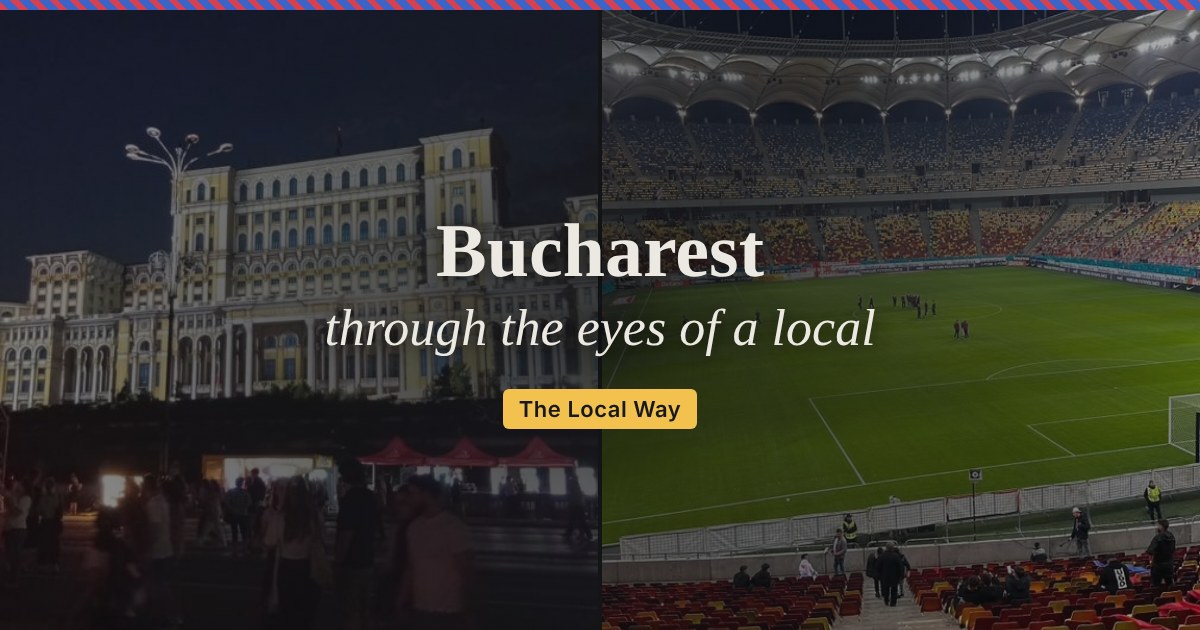 Bucharest
through the eyes of a local
The Local Way